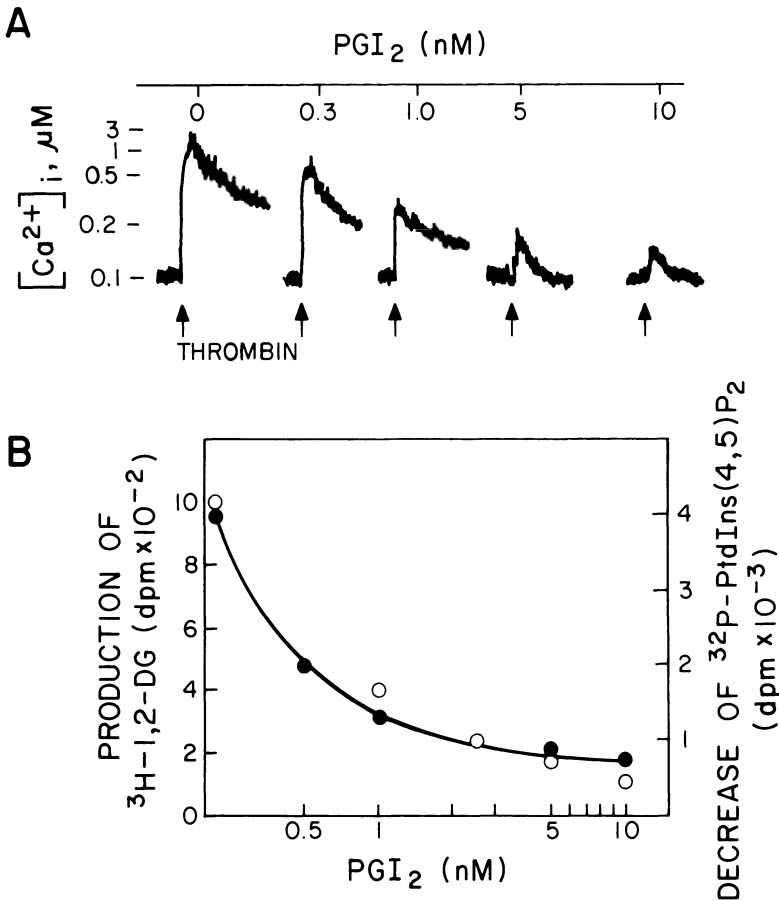 A
PGI2 (nM)
0 0.3 1.0 5 10
[Ca2+]i, μM
3
1
0.5
0.2
0.1
THROMBIN
B
PRODUCTION OF
3H-1,2-DG (dpm x10-2)
10
8
6
4
2
0
4
3
2
1
DECREASE OF 32P-PtdIns(4,5)P2
(dpm x10-3)
0.5 1 5 10
PGI2 (nM)